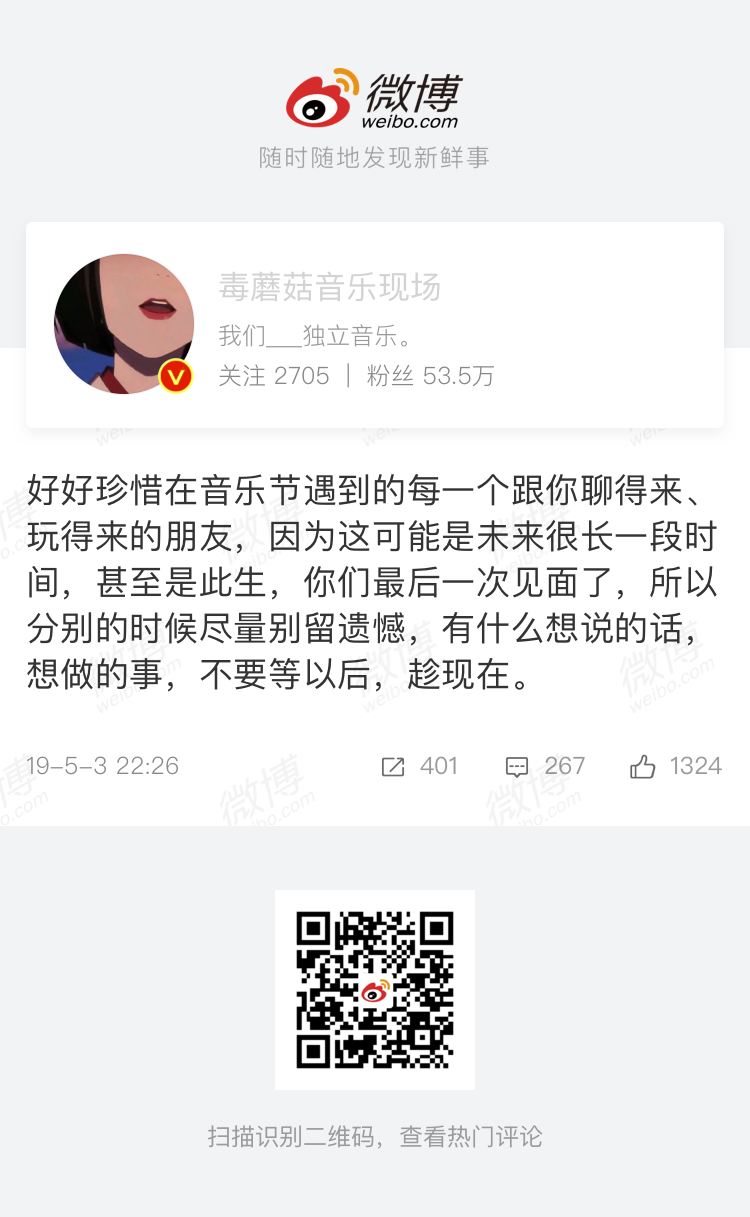 微博
weibo.com
随时随地发现新鲜事
毒蘑菇音乐现场
我们___独立音乐。
关注 2705 | 粉丝 53.5万
好好珍惜在音乐节遇到的每一个跟你聊得来、
玩得来的朋友，因为这可能是未来很长一段时
间，甚至是此生，你们最后一次见面了，所以
分别的时候尽量别留遗憾，有什么想说的话，
想做的事，不要等以后，趁现在。
19-5-3 22:26 401 267 1324
扫描识别二维码，查看热门评论